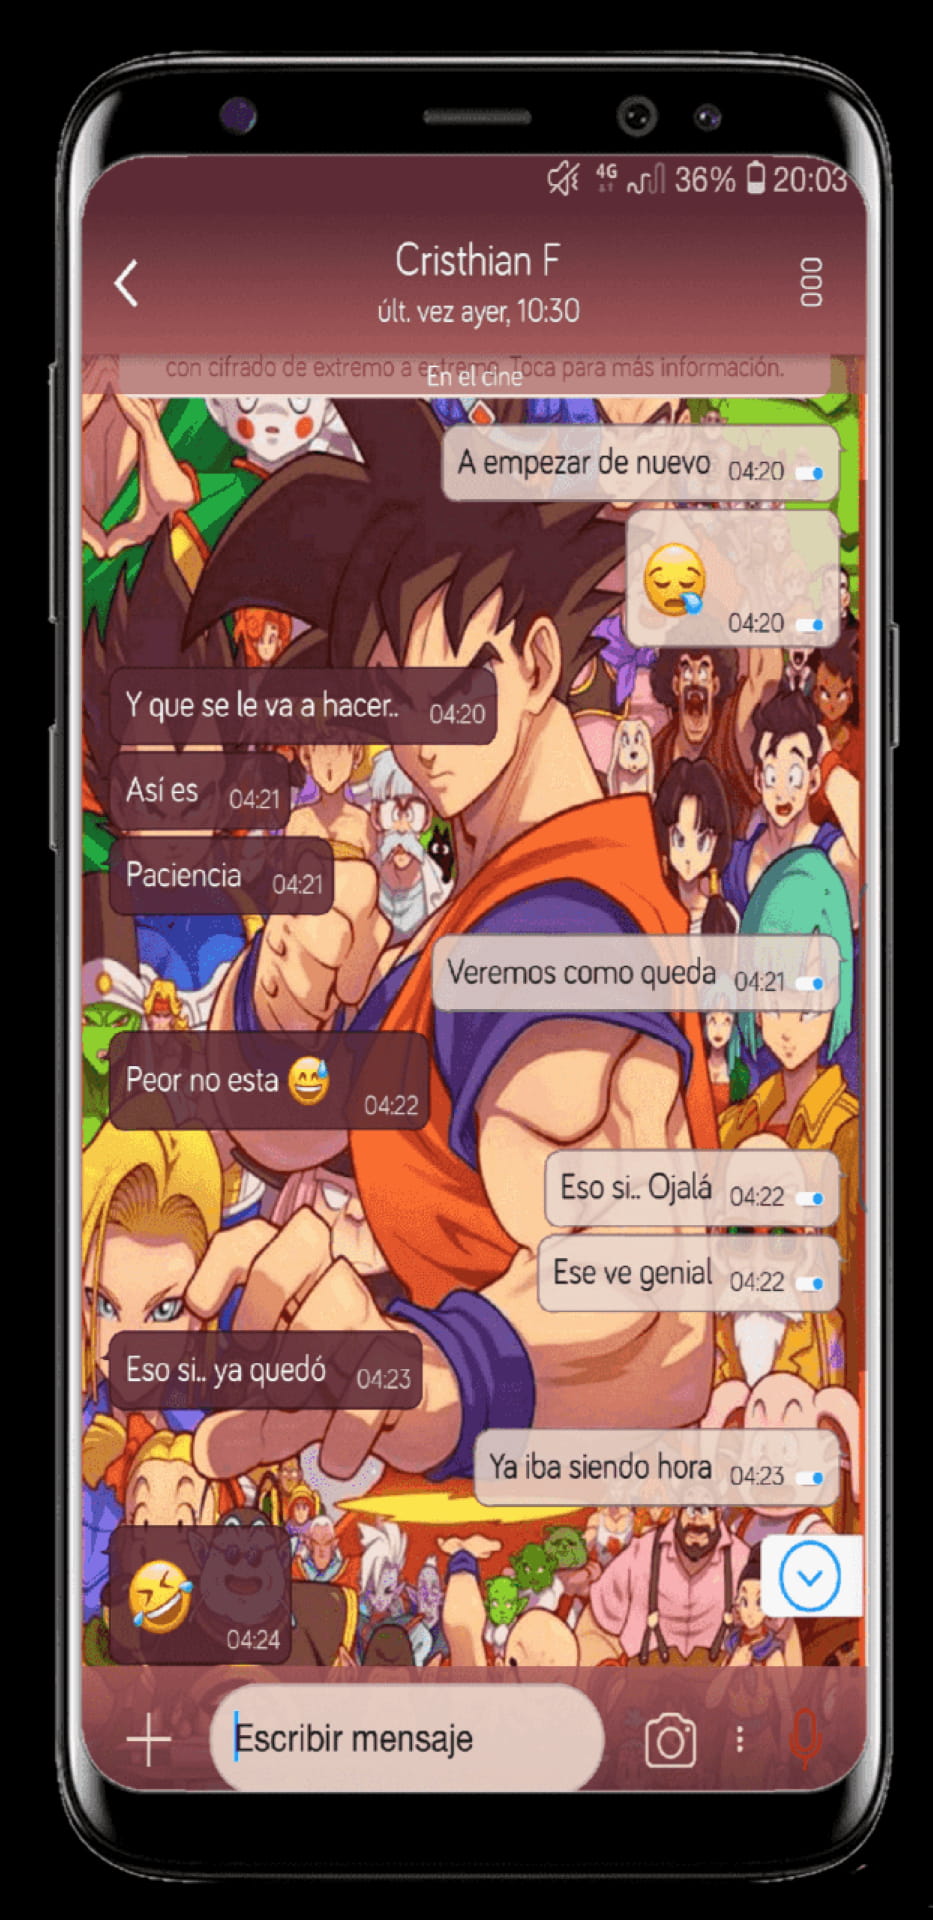 4G 36% 20:03
Cristhian F
últ. vez ayer, 10:30
con cifrado de extremo a extremo. Toca para más información.
En el cine
A empezar de nuevo 04:20
04:20
Y que se le va a hacer.. 04:20
Así es 04:21
Paciencia 04:21
Veremos como queda 04:21
Peor no esta 😅 04:22
Eso si.. Ojalá 04:22
Ese ve genial 04:22
Eso si.. ya quedó 04:23
Ya iba siendo hora 04:23
04:24
Escribir mensaje